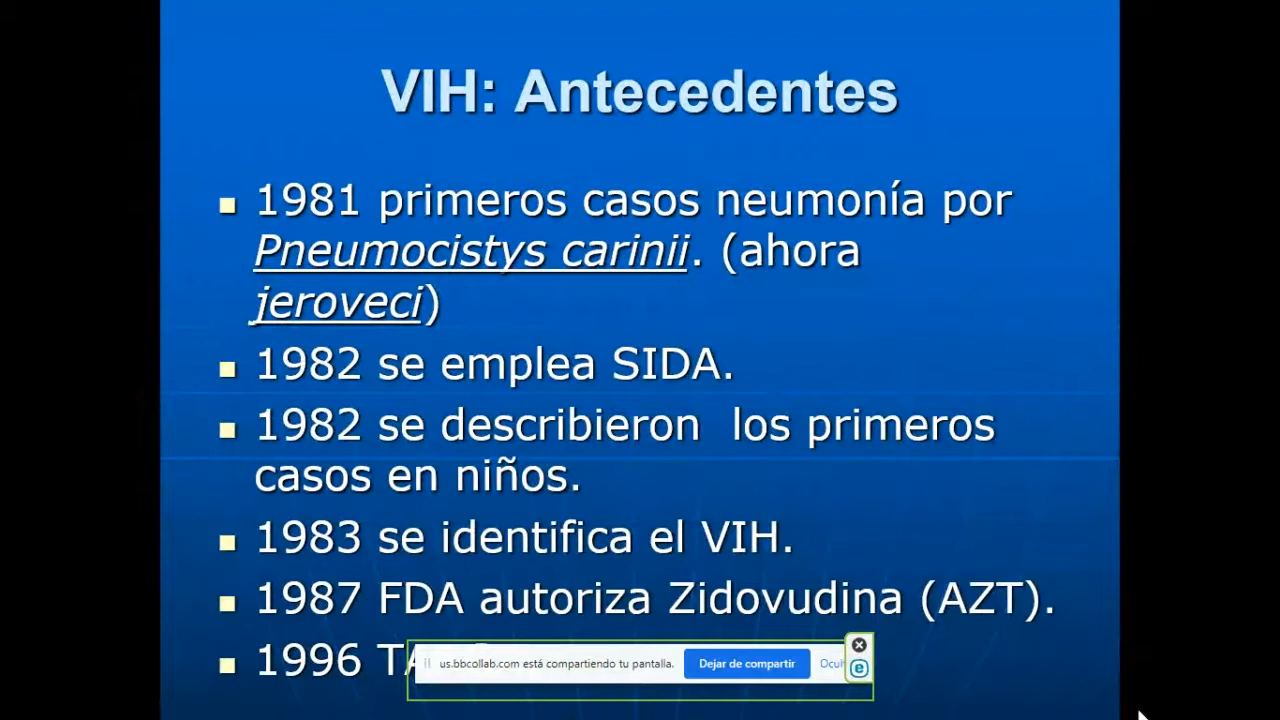 VIH: Antecedentes
1981 primeros casos neumonía por
Pneumocistys carinii. (ahora
jeroveci)
1982 se emplea SIDA.
1982 se describieron los primeros
casos en niños.
1983 se identifica el VIH.
1987 FDA autoriza Zidovudina (AZT).
1996
us.bbcollab.com está compartiendo tu pantalla.
Dejar de compartir